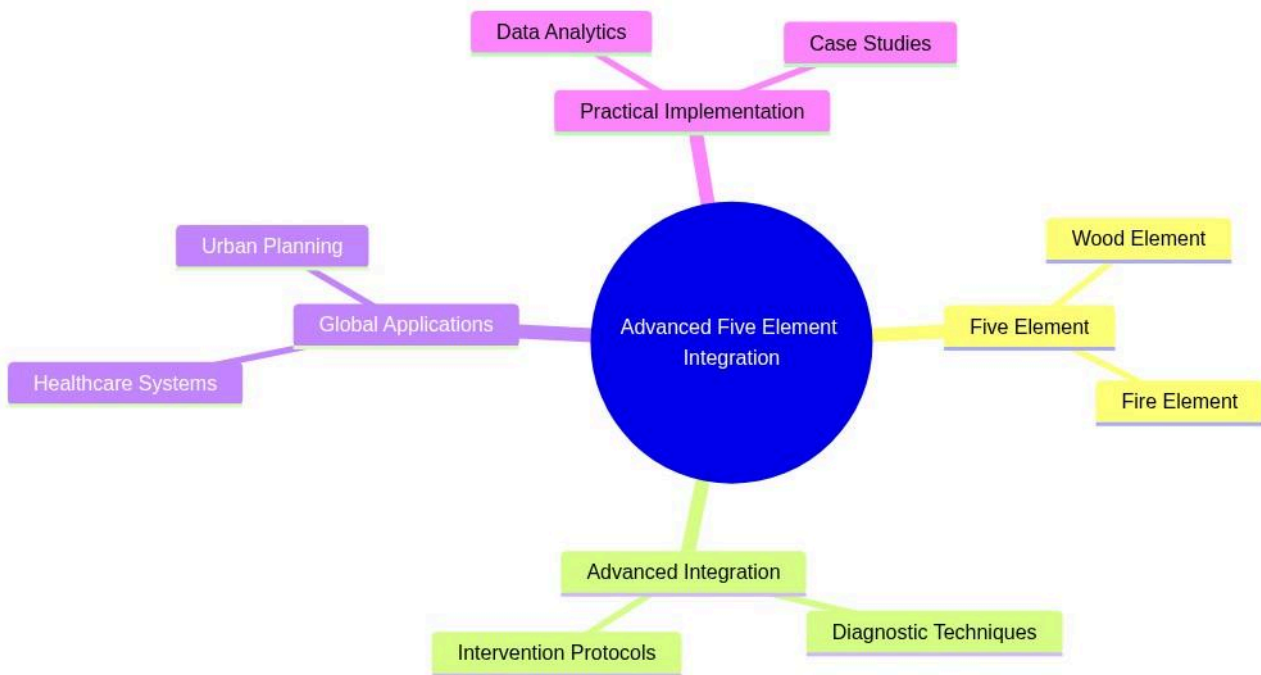 Data Analytics
Case Studies
Practical Implementation
Urban Planning
Wood Element
Global Applications
Advanced Five Element
Integration
Five Element
Healthcare Systems
Fire Element
Advanced Integration
Diagnostic Techniques
Intervention Protocols